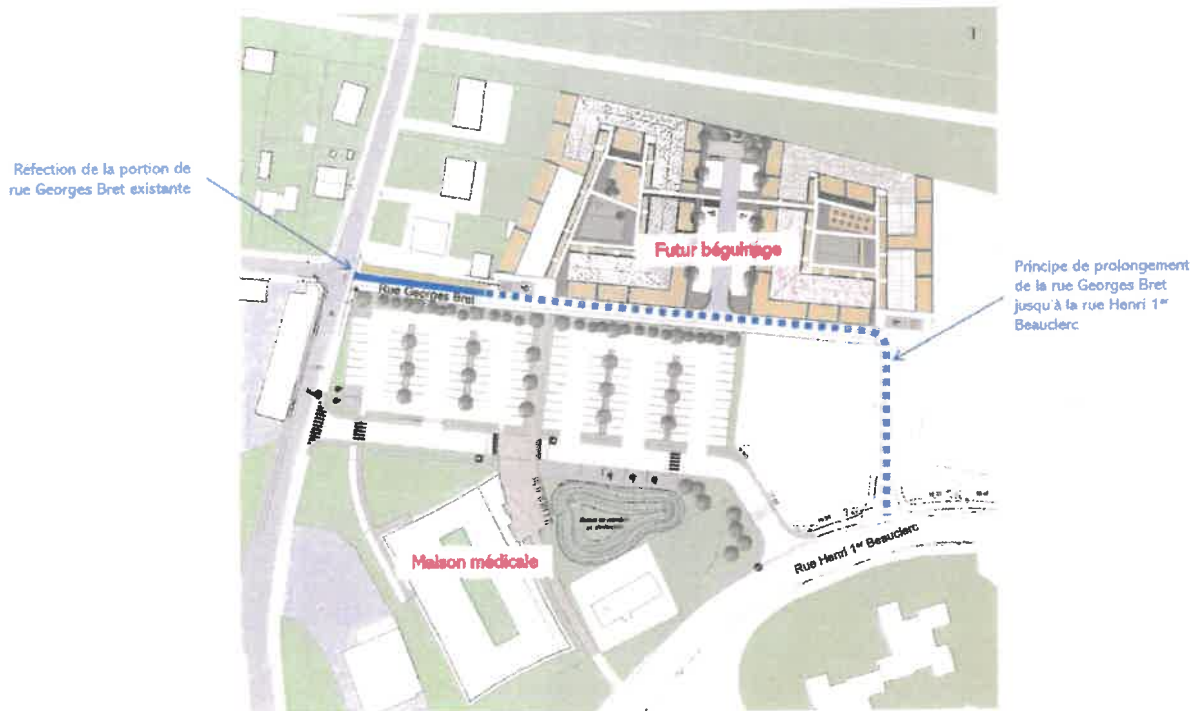 Réfection de la portion de
rue Georges Bret existante
Futur béguinage
Rue Georges Bret
Principe de prolongement
de la rue Georges Bret
jusqu'à la rue Henri 1er
Beauclerc
Maison médicale
Rue Henri 1er Beauclerc